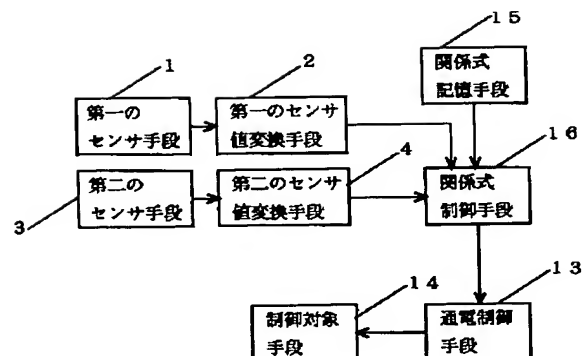 １５
関係式
記憶手段
１
２
第一の
センサ手段
第一のセンサ
値変換手段
１６
４
第二の
センサ手段
第二のセンサ
値変換手段
関係式
制御手段
３
１４
１３
制御対象
手段
通電制御
手段